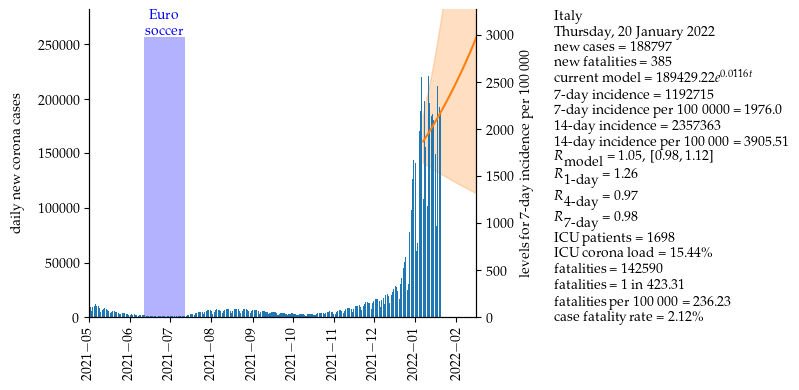 Euro
soccer
250000
200000
150000
100000
50000
0
daily new corona cases
3000
2500
2000
1500
1000
500
0
levels for 7-day incidence per 100 000
2021−05
2021−06
2021−07
2021−08
2021−09
2021−10
2021−11
2021−12
2022−01
2022−02
Italy
Thursday, 20 January 2022
new cases = 188797
new fatalities = 385
current model = 189429.22e^0.0116t
7-day incidence = 1192715
7-day incidence per 100 0000 = 1976.0
14-day incidence = 2357363
14-day incidence per 100 000 = 3905.51
R model = 1.05, [0.98, 1.12]
R 1-day = 1.26
R 4-day = 0.97
R 7-day = 0.98
ICU patients = 1698
ICU corona load = 15.44%
fatalities = 142590
fatalities = 1 in 423.31
fatalities per 100 000 = 236.23
case fatality rate = 2.12%